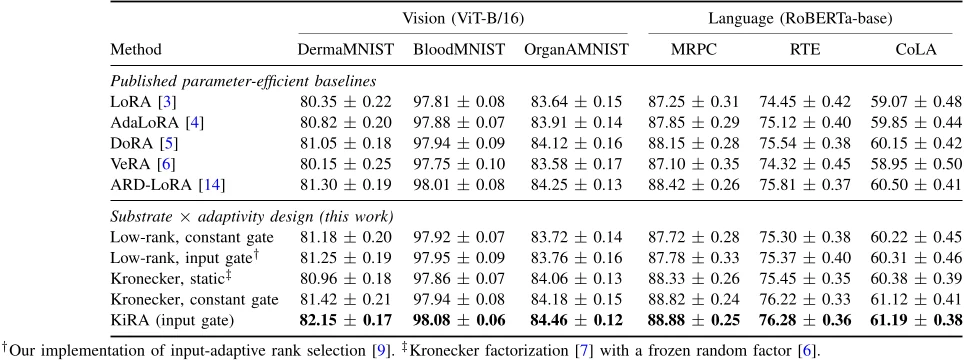 Vision (ViT-B/16) Language (RoBERTa-base)
Method DermaMNIST BloodMNIST OrganAMNIST MRPC RTE CoLA
Published parameter-efficient baselines
LoRA [3] 80.35 ± 0.22 97.81 ± 0.08 83.64 ± 0.15 87.25 ± 0.31 74.45 ± 0.42 59.07 ± 0.48
AdaLoRA [4] 80.82 ± 0.20 97.88 ± 0.07 83.91 ± 0.14 87.85 ± 0.29 75.12 ± 0.40 59.85 ± 0.44
DoRA [5] 81.05 ± 0.18 97.94 ± 0.09 84.12 ± 0.16 88.15 ± 0.28 75.54 ± 0.38 60.15 ± 0.42
VeRA [6] 80.15 ± 0.25 97.75 ± 0.10 83.58 ± 0.17 87.10 ± 0.35 74.32 ± 0.45 58.95 ± 0.50
ARD-LoRA [14] 81.30 ± 0.19 98.01 ± 0.08 84.25 ± 0.13 88.42 ± 0.26 75.81 ± 0.37 60.50 ± 0.41
Substrate × adaptivity design (this work)
Low-rank, constant gate 81.18 ± 0.20 97.92 ± 0.07 83.72 ± 0.14 87.72 ± 0.28 75.30 ± 0.38 60.22 ± 0.45
Low-rank, input gate† 81.25 ± 0.19 97.95 ± 0.09 83.76 ± 0.16 87.78 ± 0.33 75.37 ± 0.40 60.31 ± 0.46
Kronecker, static‡ 80.96 ± 0.18 97.86 ± 0.07 84.06 ± 0.13 88.33 ± 0.26 75.45 ± 0.35 60.38 ± 0.39
Kronecker, constant gate 81.42 ± 0.21 97.94 ± 0.08 84.18 ± 0.15 88.82 ± 0.24 76.22 ± 0.33 61.12 ± 0.41
KiRA (input gate) 82.15 ± 0.17 98.08 ± 0.06 84.46 ± 0.12 88.88 ± 0.25 76.28 ± 0.36 61.19 ± 0.38
†Our implementation of input-adaptive rank selection [9]. ‡Kronecker factorization [7] with a frozen random factor [6].